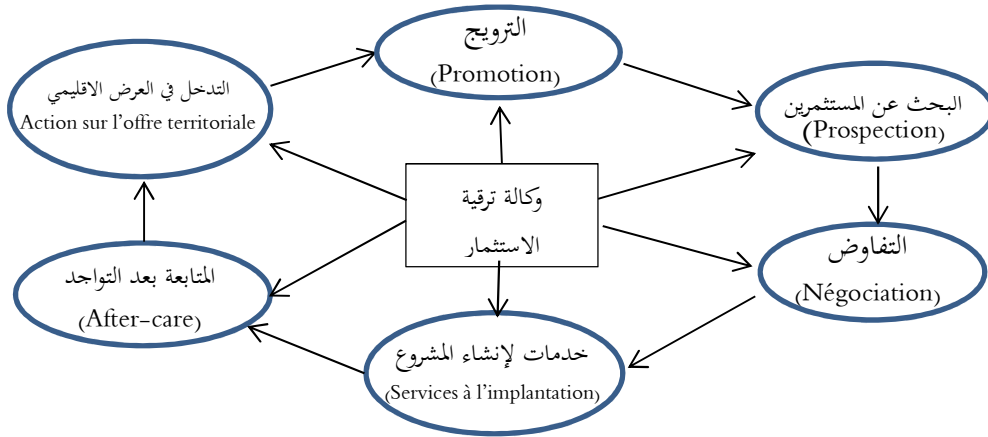 الترويج
(Promotion)
البحث عن المستثمرين
(Prospection)
التفاوض
(Négociation)
خدمات لإنشاء المشروع
(Services à l'implantation)
المتابعة بعد التواجد
(After-care)
التدخل في العرض الاقليمي
Action sur l'offre territoriale
وكالة ترقية
الاستثمار